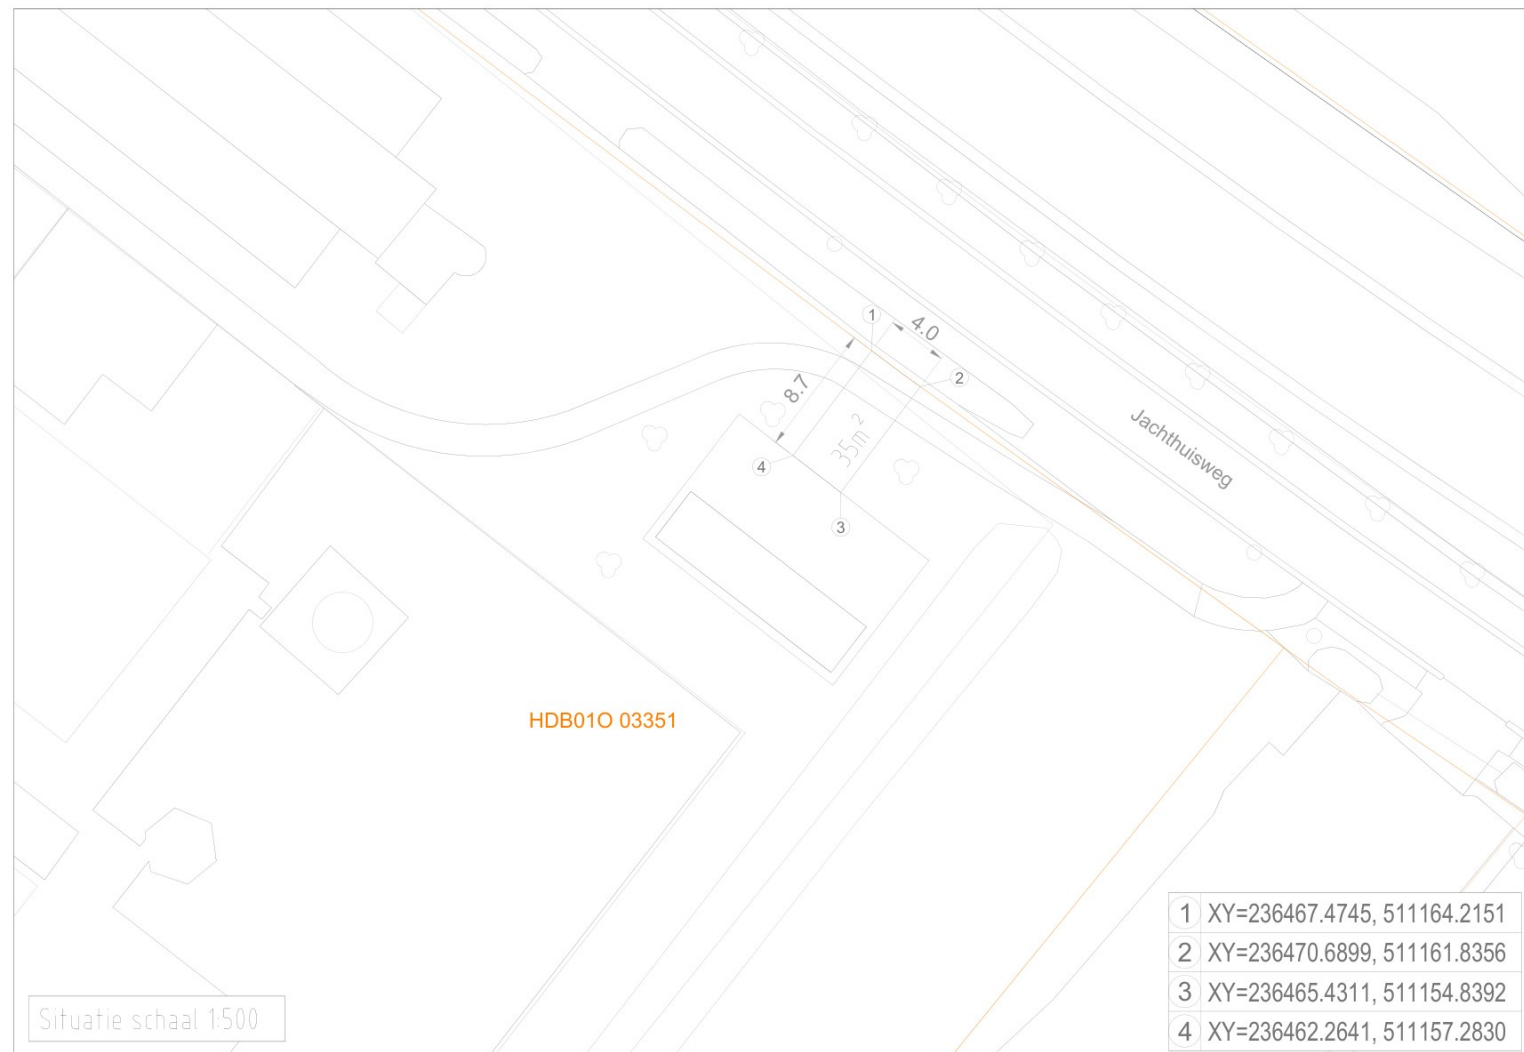 1
4.0
2
8.7
35m²
4
3
Jachthuisweg
HDB01O 03351
1 XY=236467.4745, 511164.2151
2 XY=236470.6899, 511161.8356
3 XY=236465.4311, 511154.8392
4 XY=236462.2641, 511157.2830
Situatie schaal 1:500